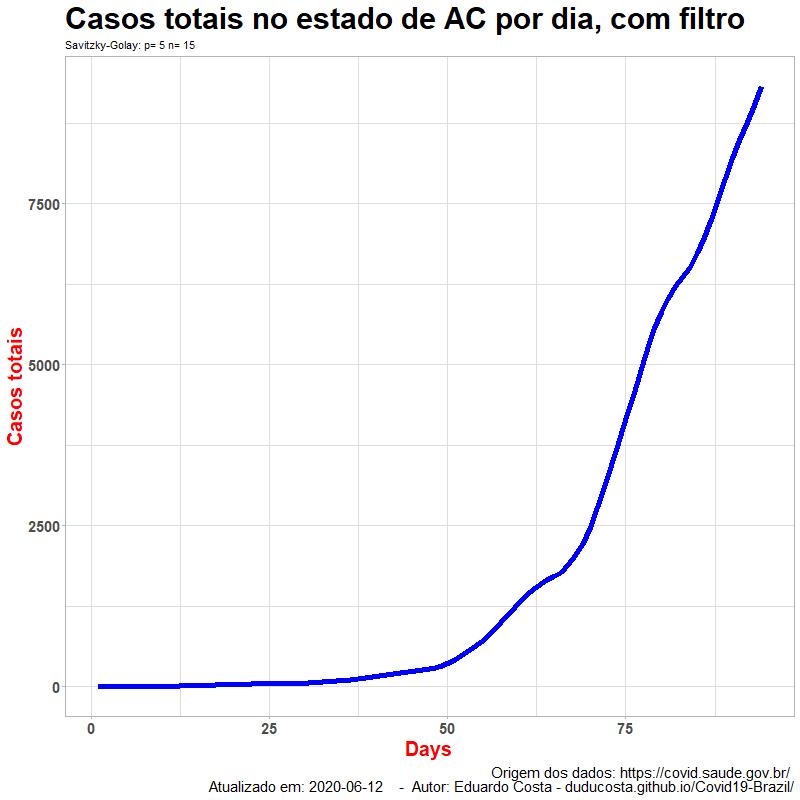 Casos totais no estado de AC por dia, com filtro
Savitzky-Golay: p= 5 n= 15
7500
5000
2500
0
Casos totais
0 25 50 75
Days
Origem dos dados: https://covid.saude.gov.br/
Atualizado em: 2020-06-12 - Autor: Eduardo Costa - duducosta.github.io/Covid19-Brazil/